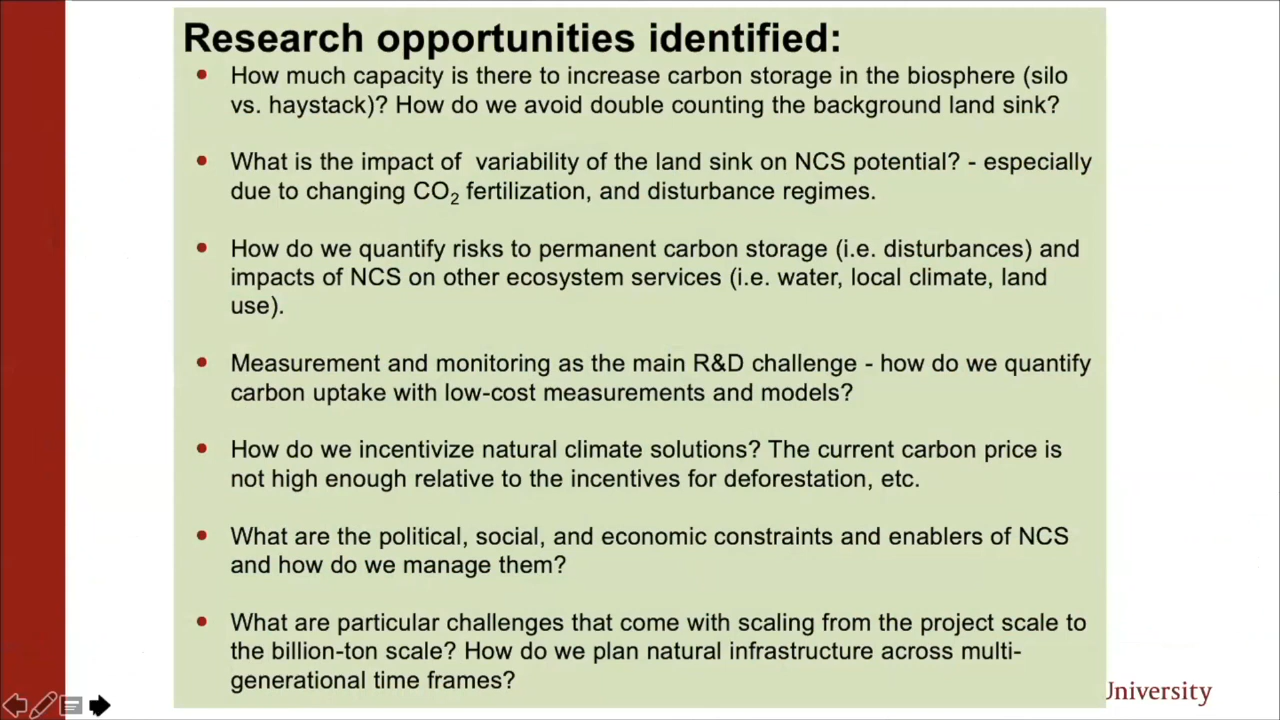 Research opportunities identified:
• How much capacity is there to increase carbon storage in the biosphere (silo
vs. haystack)? How do we avoid double counting the background land sink?
• What is the impact of  variability of the land sink on NCS potential? - especially
due to changing CO₂ fertilization, and disturbance regimes.
• How do we quantify risks to permanent carbon storage (i.e. disturbances) and
impacts of NCS on other ecosystem services (i.e. water, local climate, land
use).
• Measurement and monitoring as the main R&D challenge - how do we quantify
carbon uptake with low-cost measurements and models?
• How do we incentivize natural climate solutions? The current carbon price is
not high enough relative to the incentives for deforestation, etc.
• What are the political, social, and economic constraints and enablers of NCS
and how do we manage them?
• What are particular challenges that come with scaling from the project scale to
the billion-ton scale? How do we plan natural infrastructure across multi-
generational time frames?
University